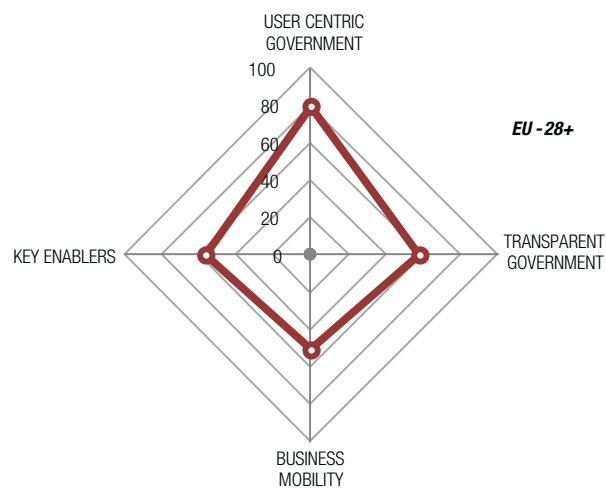 USER CENTRIC
GOVERNMENT
100
80
60
40
20
0
EU - 28+
KEY ENABLERS
TRANSPARENT
GOVERNMENT
BUSINESS
MOBILITY